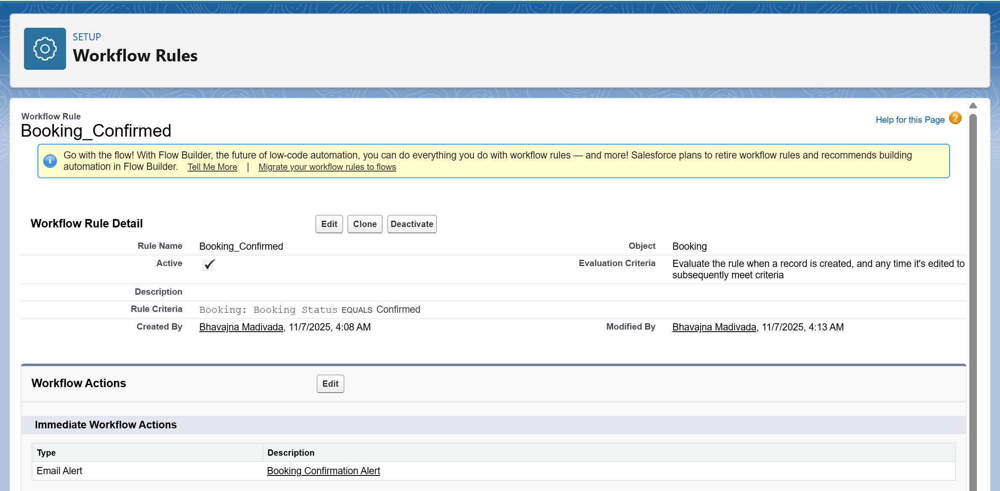 SETUP
Workflow Rules
Workflow Rule
Booking_Confirmed
Help for this Page
Go with the flow! With Flow Builder, the future of low-code automation, you can do everything you do with workflow rules — and more! Salesforce plans to retire workflow rules and recommends building
automation in Flow Builder. Tell Me More | Migrate your workflow rules to flows
Workflow Rule Detail
Edit Clone Deactivate
Rule Name Booking_Confirmed
Object Booking
Active
Evaluation Criteria Evaluate the rule when a record is created, and any time it's edited to
subsequently meet criteria
Description
Rule Criteria Booking: Booking Status EQUALS Confirmed
Created By Bhavajna Madivada, 11/7/2025, 4:08 AM
Modified By Bhavajna Madivada, 11/7/2025, 4:13 AM
Workflow Actions
Edit
Immediate Workflow Actions
Type Description
Email Alert Booking Confirmation Alert